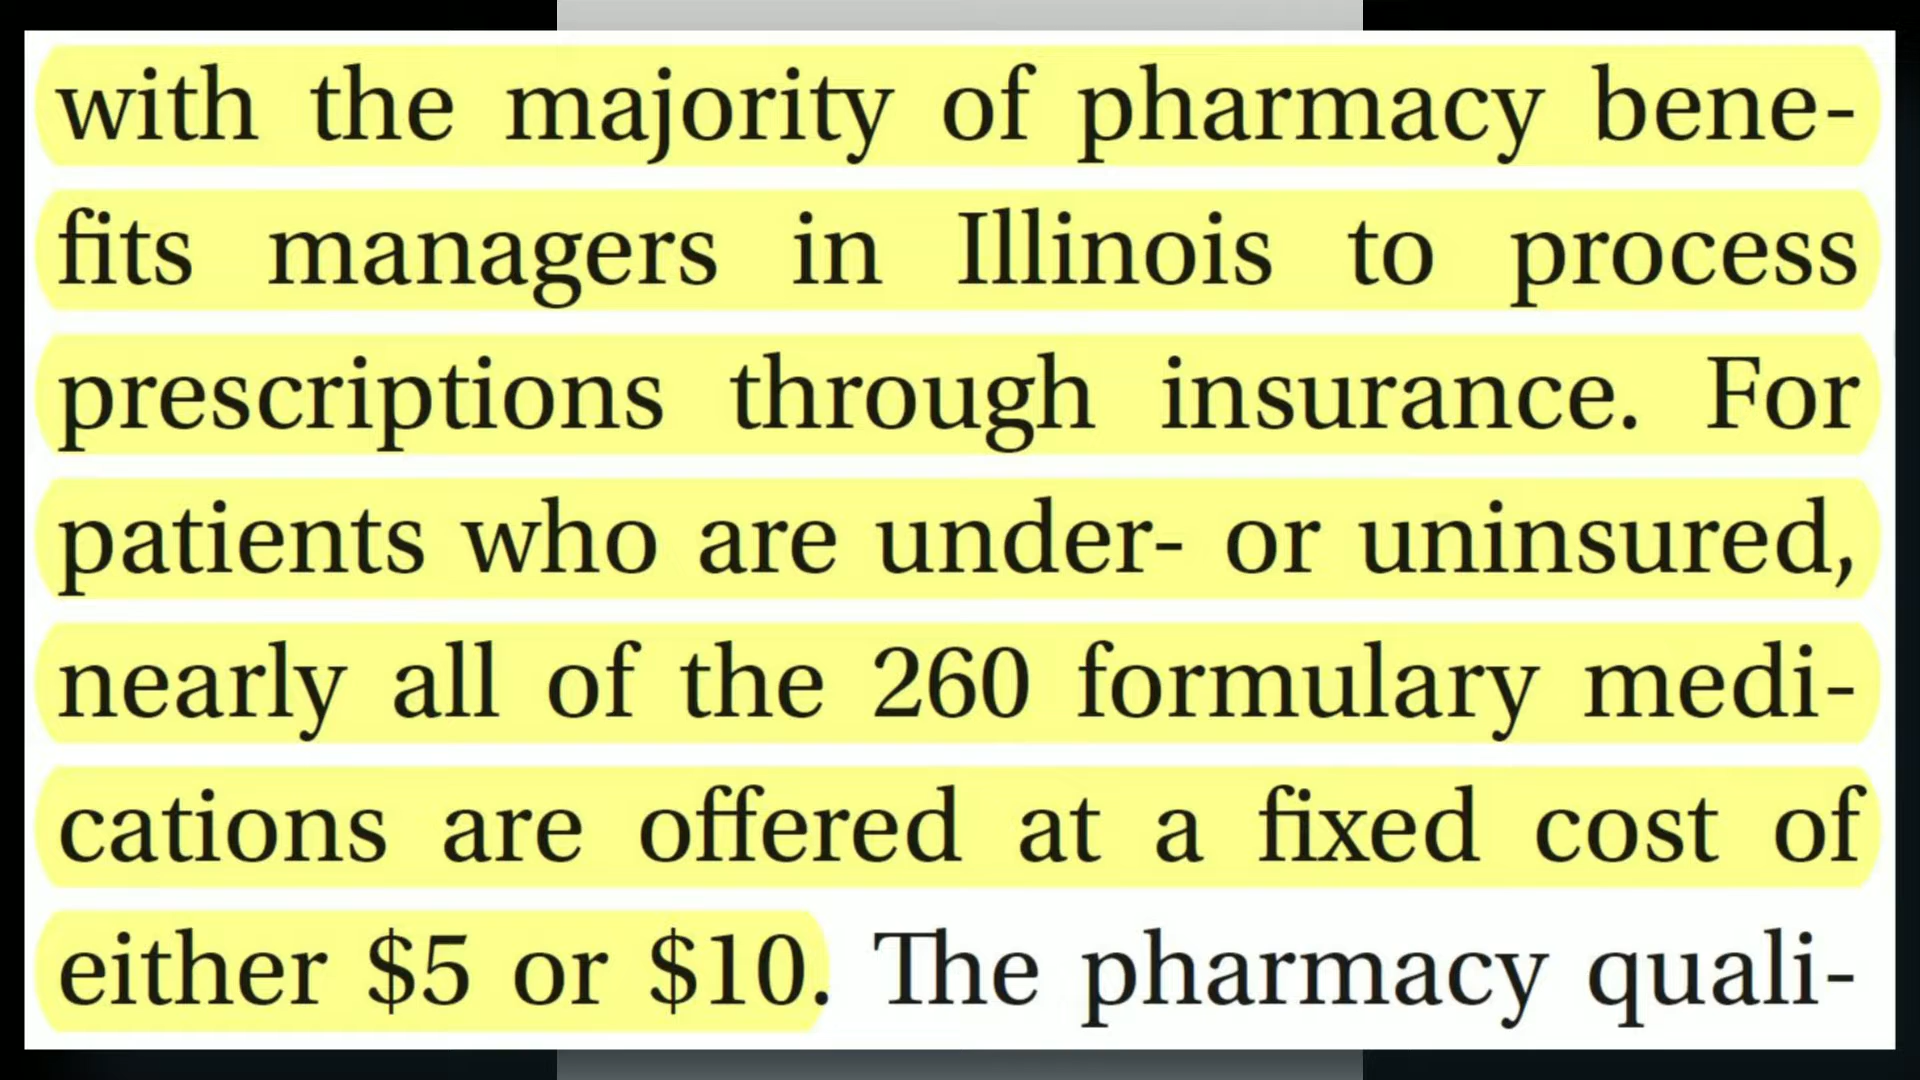 with the majority of pharmacy bene-
fits managers in Illinois to process
prescriptions through insurance. For
patients who are under- or uninsured,
nearly all of the 260 formulary medi-
cations are offered at a fixed cost of
either $5 or $10. The pharmacy quali-